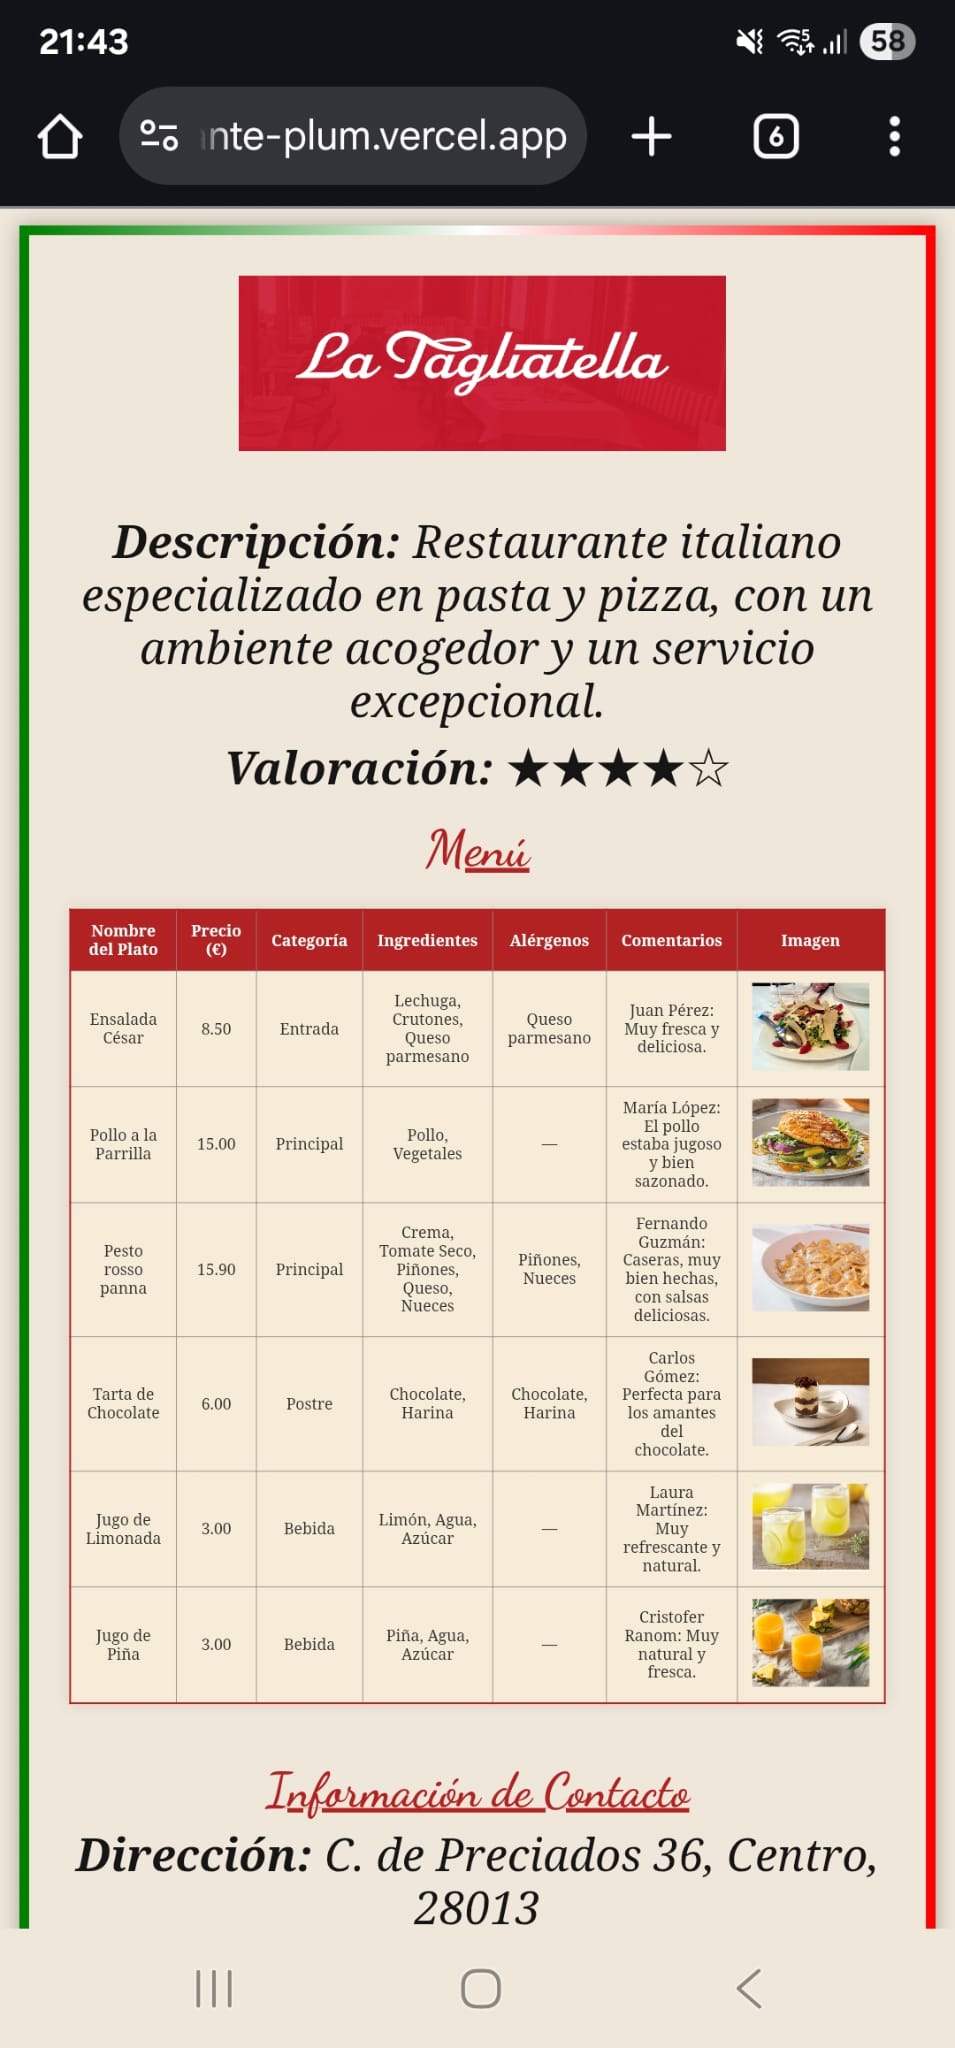 21:43
5
58
nte-plum.vercel.app
6
La Tagliatella
Descripción: Restaurante italiano
especializado en pasta y pizza, con un
ambiente acogedor y un servicio
excepcional.
Valoración: ★★★★☆
Menú
Nombre
del Plato
Precio
(€)
Categoría
Ingredientes
Alérgenos
Comentarios
Imagen
Ensalada
César
8.50
Entrada
Lechuga,
Crutones,
Queso
parmesano
Queso
parmesano
Juan Pérez:
Muy fresca y
deliciosa.
Pollo a la
Parrilla
15.00
Principal
Pollo,
Vegetales
—
María López:
El pollo
estaba jugoso
y bien
sazonado.
Pesto
rosso
panna
15.90
Principal
Crema,
Tomate Seco,
Piñones,
Queso,
Nueces
Piñones,
Nueces
Fernando
Guzmán:
Caseras, muy
bien hechas,
con salsas
deliciosas.
Tarta de
Chocolate
6.00
Postre
Chocolate,
Harina
Chocolate,
Harina
Carlos
Gómez:
Perfecta para
los amantes
del
chocolate.
Jugo de
Limonada
3.00
Bebida
Limón, Agua,
Azúcar
—
Laura
Martínez:
Muy
refrescante y
natural.
Jugo de
Piña
3.00
Bebida
Piña, Agua,
Azúcar
—
Cristofer
Ranom: Muy
natural y
fresca.
Información de Contacto
Dirección: C. de Preciados 36, Centro,
28013